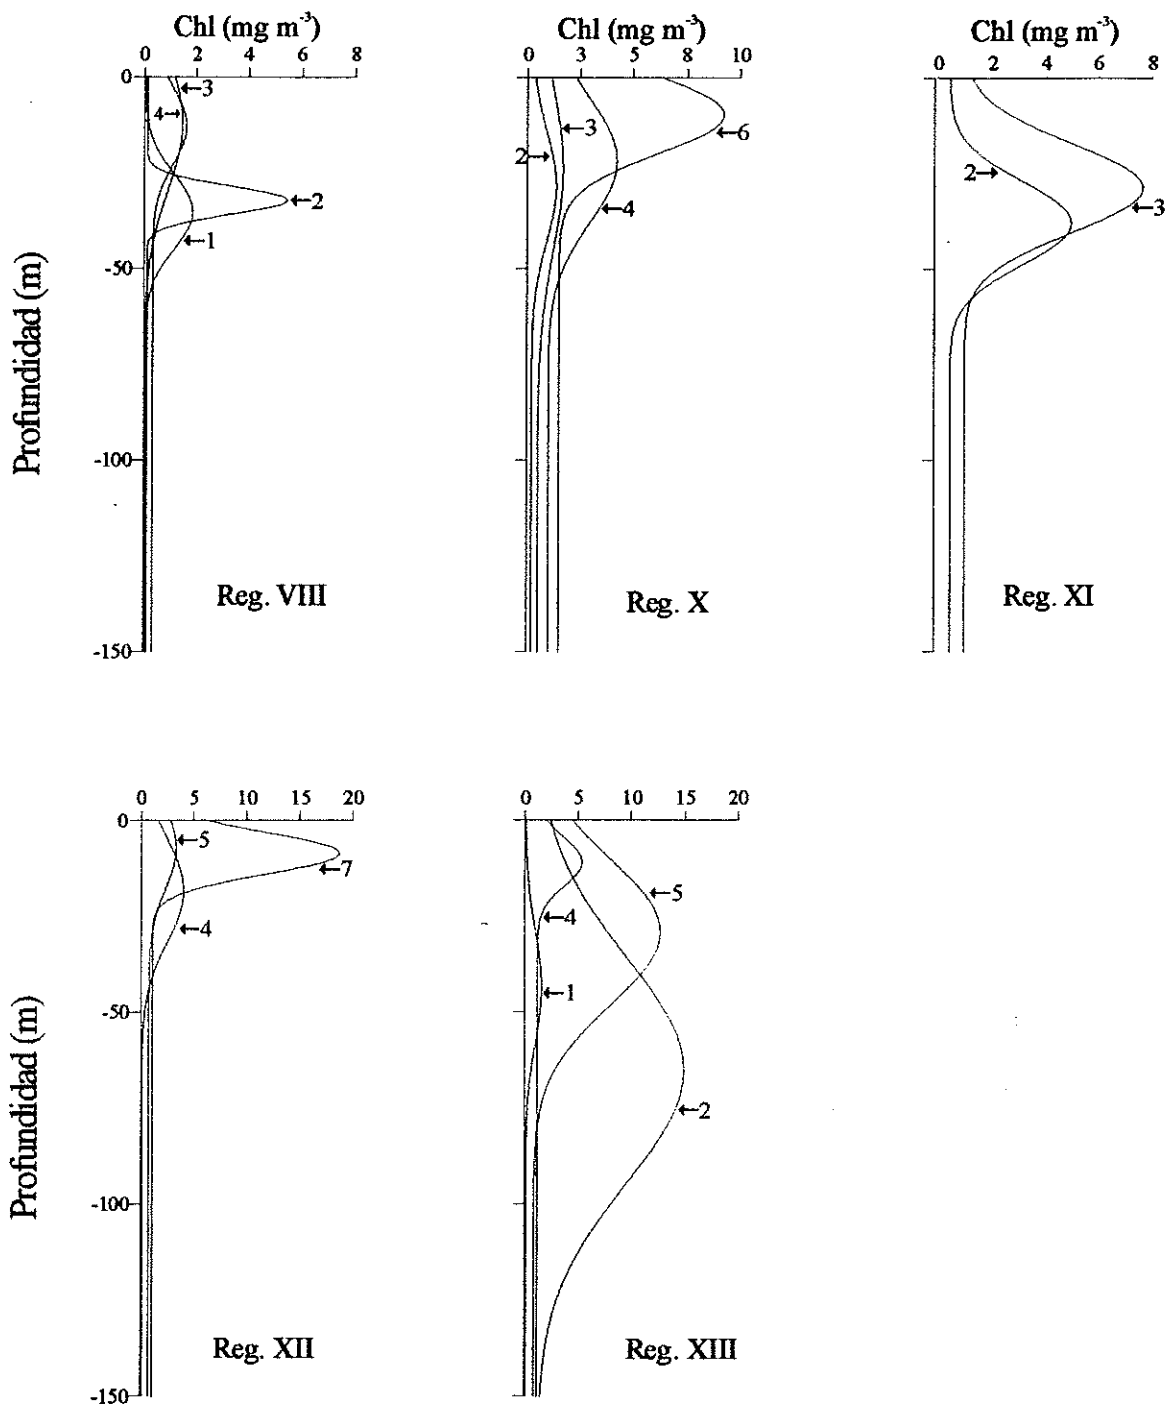 Chl (mg m⁻³) Chl (mg m⁻³) Chl (mg m⁻³)
0 2 4 6 8 0 3 5 8 10 0 2 4 6 8
0
-50
-100
-150
Profundidad (m)
3
4
2
1
Reg. VIII
3
2
6
4
Reg. X
2
3
Reg. XI
0 5 10 15 20 0 5 10 15 20
0
-50
-100
-150
Profundidad (m)
5
7
4
Reg. XII
5
4
1
2
Reg. XIII